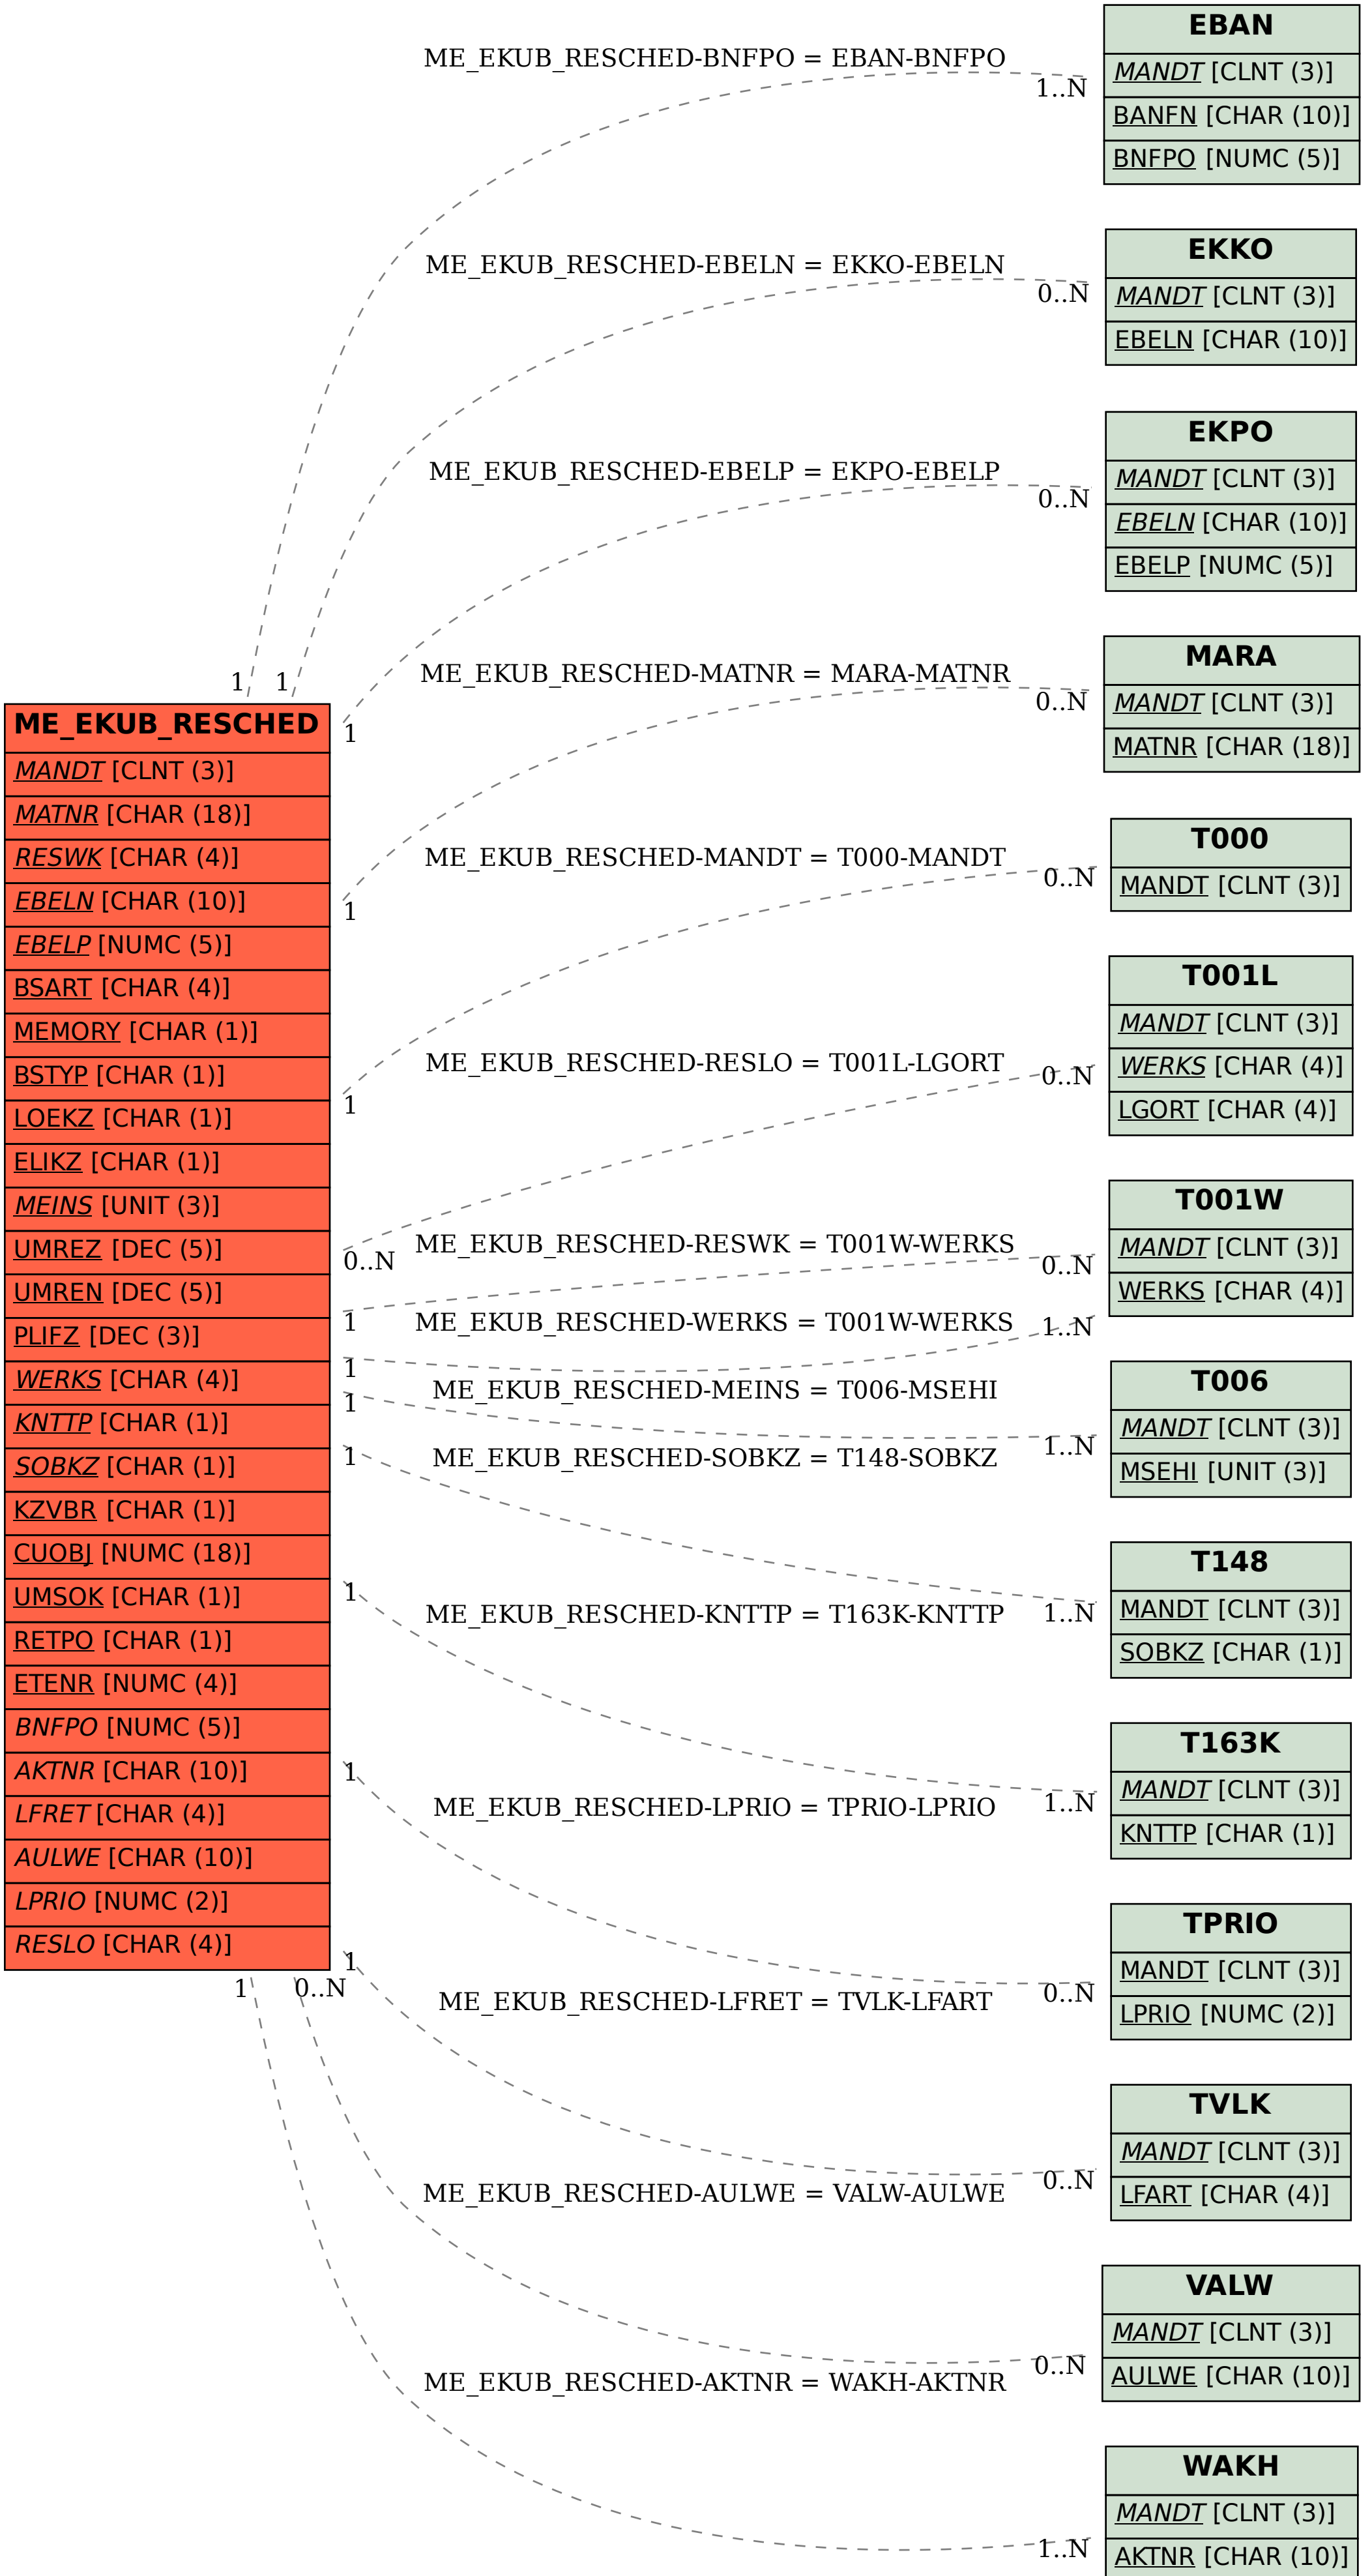 ME_EKUB_RESCHED
MANDT [CLNT (3)]
MATNR [CHAR (18)]
RESWK [CHAR (4)]
EBELN [CHAR (10)]
EBELP [NUMC (5)]
BSART [CHAR (4)]
MEMORY [CHAR (1)]
BSTYP [CHAR (1)]
LOEKZ [CHAR (1)]
ELIKZ [CHAR (1)]
MEINS [UNIT (3)]
UMREZ [DEC (5)]
UMREN [DEC (5)]
PLIFZ [DEC (3)]
WERKS [CHAR (4)]
KNTTP [CHAR (1)]
SOBKZ [CHAR (1)]
KZVBR [CHAR (1)]
CUOBJ [NUMC (18)]
UMSOK [CHAR (1)]
RETPO [CHAR (1)]
ETENR [NUMC (4)]
BNFPO [NUMC (5)]
AKTNR [CHAR (10)]
LFRET [CHAR (4)]
AULWE [CHAR (10)]
LPRIO [NUMC (2)]
RESLO [CHAR (4)]
ME_EKUB_RESCHED-BNFPO = EBAN-BNFPO
1
1..N
ME_EKUB_RESCHED-EBELN = EKKO-EBELN
1
0..N
ME_EKUB_RESCHED-EBELP = EKPO-EBELP
1
0..N
ME_EKUB_RESCHED-MATNR = MARA-MATNR
1
0..N
ME_EKUB_RESCHED-MANDT = T000-MANDT
1
0..N
ME_EKUB_RESCHED-RESLO = T001L-LGORT
0..N
0..N
ME_EKUB_RESCHED-RESWK = T001W-WERKS
1
0..N
ME_EKUB_RESCHED-WERKS = T001W-WERKS
1
1..N
ME_EKUB_RESCHED-MEINS = T006-MSEHI
1
1..N
ME_EKUB_RESCHED-SOBKZ = T148-SOBKZ
1
1..N
ME_EKUB_RESCHED-KNTTP = T163K-KNTTP
1
1..N
ME_EKUB_RESCHED-LPRIO = TPRIO-LPRIO
1
0..N
ME_EKUB_RESCHED-LFRET = TVLK-LFART
1
0..N
ME_EKUB_RESCHED-AULWE = VALW-AULWE
0..N
0..N
ME_EKUB_RESCHED-AKTNR = WAKH-AKTNR
1
1..N
EBAN
MANDT [CLNT (3)]
BANFN [CHAR (10)]
BNFPO [NUMC (5)]
EKKO
MANDT [CLNT (3)]
EBELN [CHAR (10)]
EKPO
MANDT [CLNT (3)]
EBELN [CHAR (10)]
EBELP [NUMC (5)]
MARA
MANDT [CLNT (3)]
MATNR [CHAR (18)]
T000
MANDT [CLNT (3)]
T001L
MANDT [CLNT (3)]
WERKS [CHAR (4)]
LGORT [CHAR (4)]
T001W
MANDT [CLNT (3)]
WERKS [CHAR (4)]
T006
MANDT [CLNT (3)]
MSEHI [UNIT (3)]
T148
MANDT [CLNT (3)]
SOBKZ [CHAR (1)]
T163K
MANDT [CLNT (3)]
KNTTP [CHAR (1)]
TPRIO
MANDT [CLNT (3)]
LPRIO [NUMC (2)]
TVLK
MANDT [CLNT (3)]
LFART [CHAR (4)]
VALW
MANDT [CLNT (3)]
AULWE [CHAR (10)]
WAKH
MANDT [CLNT (3)]
AKTNR [CHAR (10)]